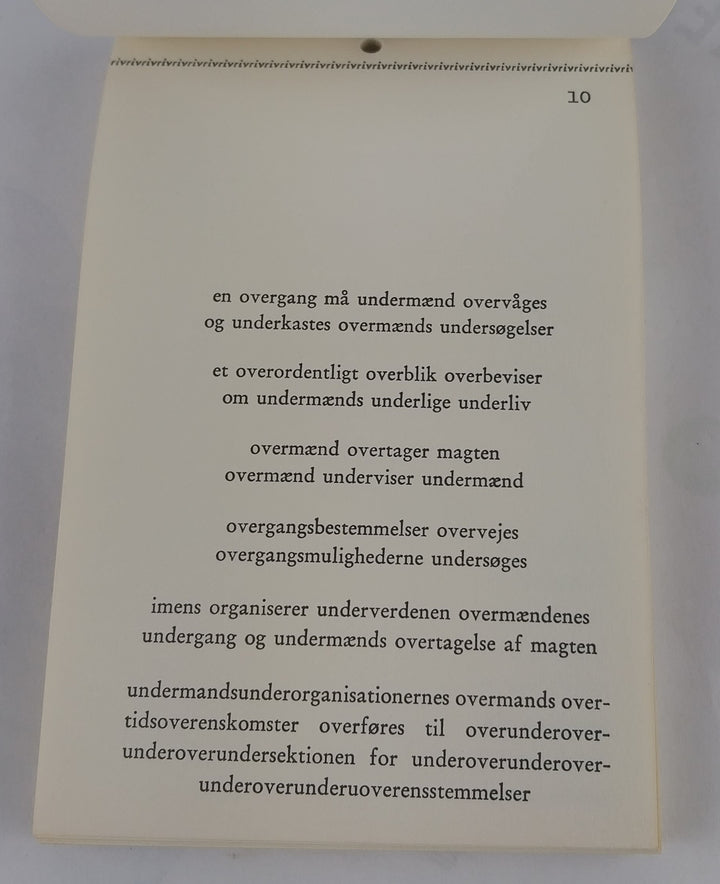 rivrivrivrivrivrivrivrivrivrivrivrivrivrivrivrivrivrivrivrivrivrivrivrivrivrivrivrivrivriv
10
en overgang må undermænd overvåges
og underkastes overmænds undersøgelser
et overordentligt overblik overbeviser
om undermænds underlige underliv
overmænd overtager magten
overmænd underviser undermænd
overgangsbestemmelser overvejes
overgangsmulighederne undersøges
imens organiserer underverdenen overmændenes
undergang og undermænds overtagelse af magten
undermandsunderorganisationernes overmands over-
tidsoverenskomster overføres til overunderover-
underoverundersektionen for underoverunderover-
underoverunderuoverensstemmelser